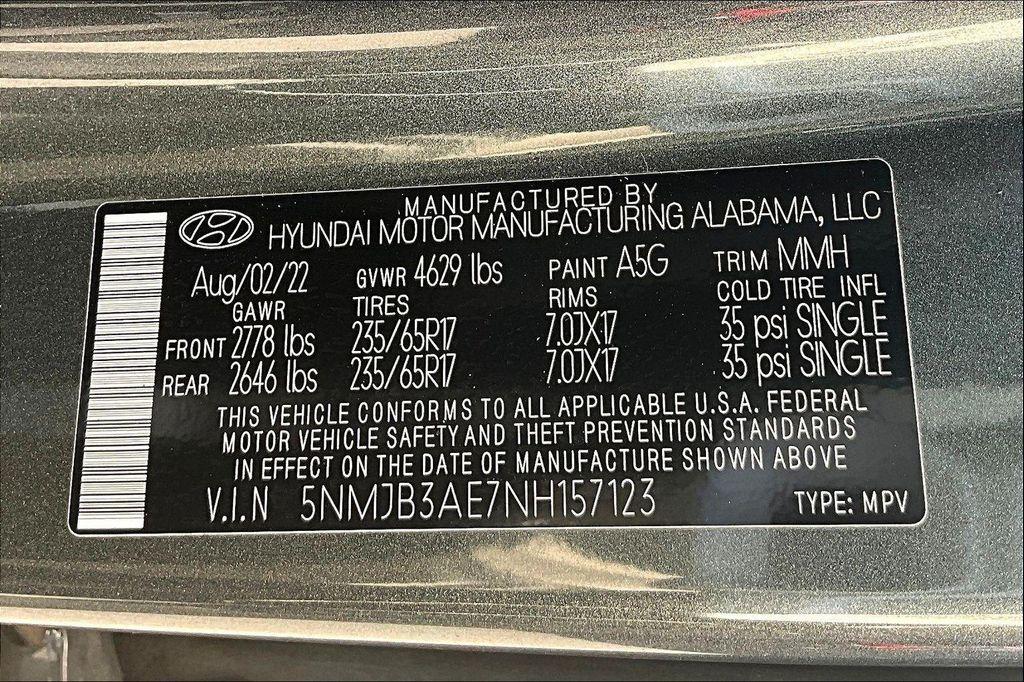 MANUFACTURED BY
HYUNDAI MOTOR MANUFACTURING ALABAMA, LLC
Aug/02/22 GVWR 4629 lbs PAINT A5G TRIM MMH
GAWR TIRES RIMS COLD TIRE INFL
FRONT 2778 lbs 235/65R17 7.0JX17 35 psi SINGLE
REAR 2646 lbs 235/65R17 7.0JX17 35 psi SINGLE
THIS VEHICLE CONFORMS TO ALL APPLICABLE U.S.A. FEDERAL
MOTOR VEHICLE SAFETY AND THEFT PREVENTION STANDARDS
IN EFFECT ON THE DATE OF MANUFACTURE SHOWN ABOVE
V.I.N 5NMJB3AE7NH157123 TYPE: MPV